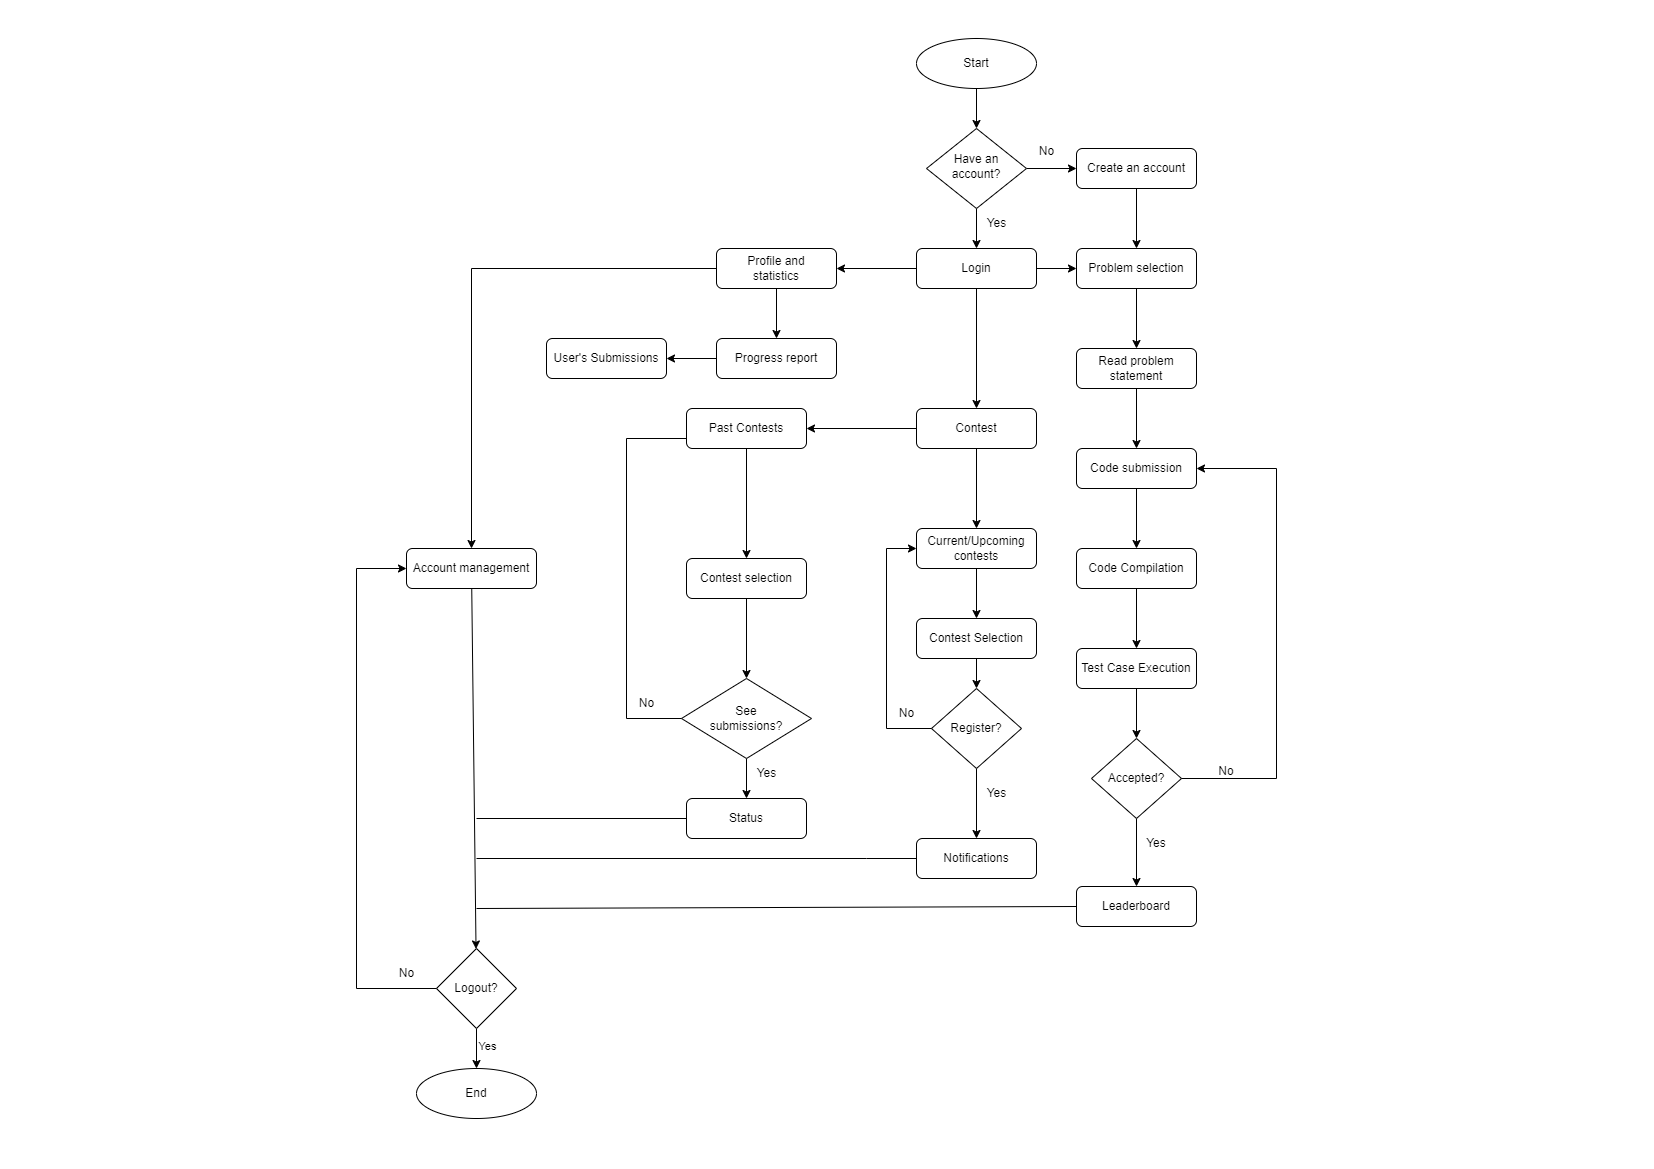 Start
Have an
account?
No
Create an account
Yes
Profile and
statistics
Login
Problem selection
User's Submissions
Progress report
Read problem
statement
Past Contests
Contest
Code submission
Current/Upcoming
contests
Account management
Contest selection
Code Compilation
Contest Selection
Test Case Execution
No
See
submissions?
No
Register?
Yes
No
Accepted?
Yes
Status
Yes
Notifications
Leaderboard
No
Logout?
Yes
End